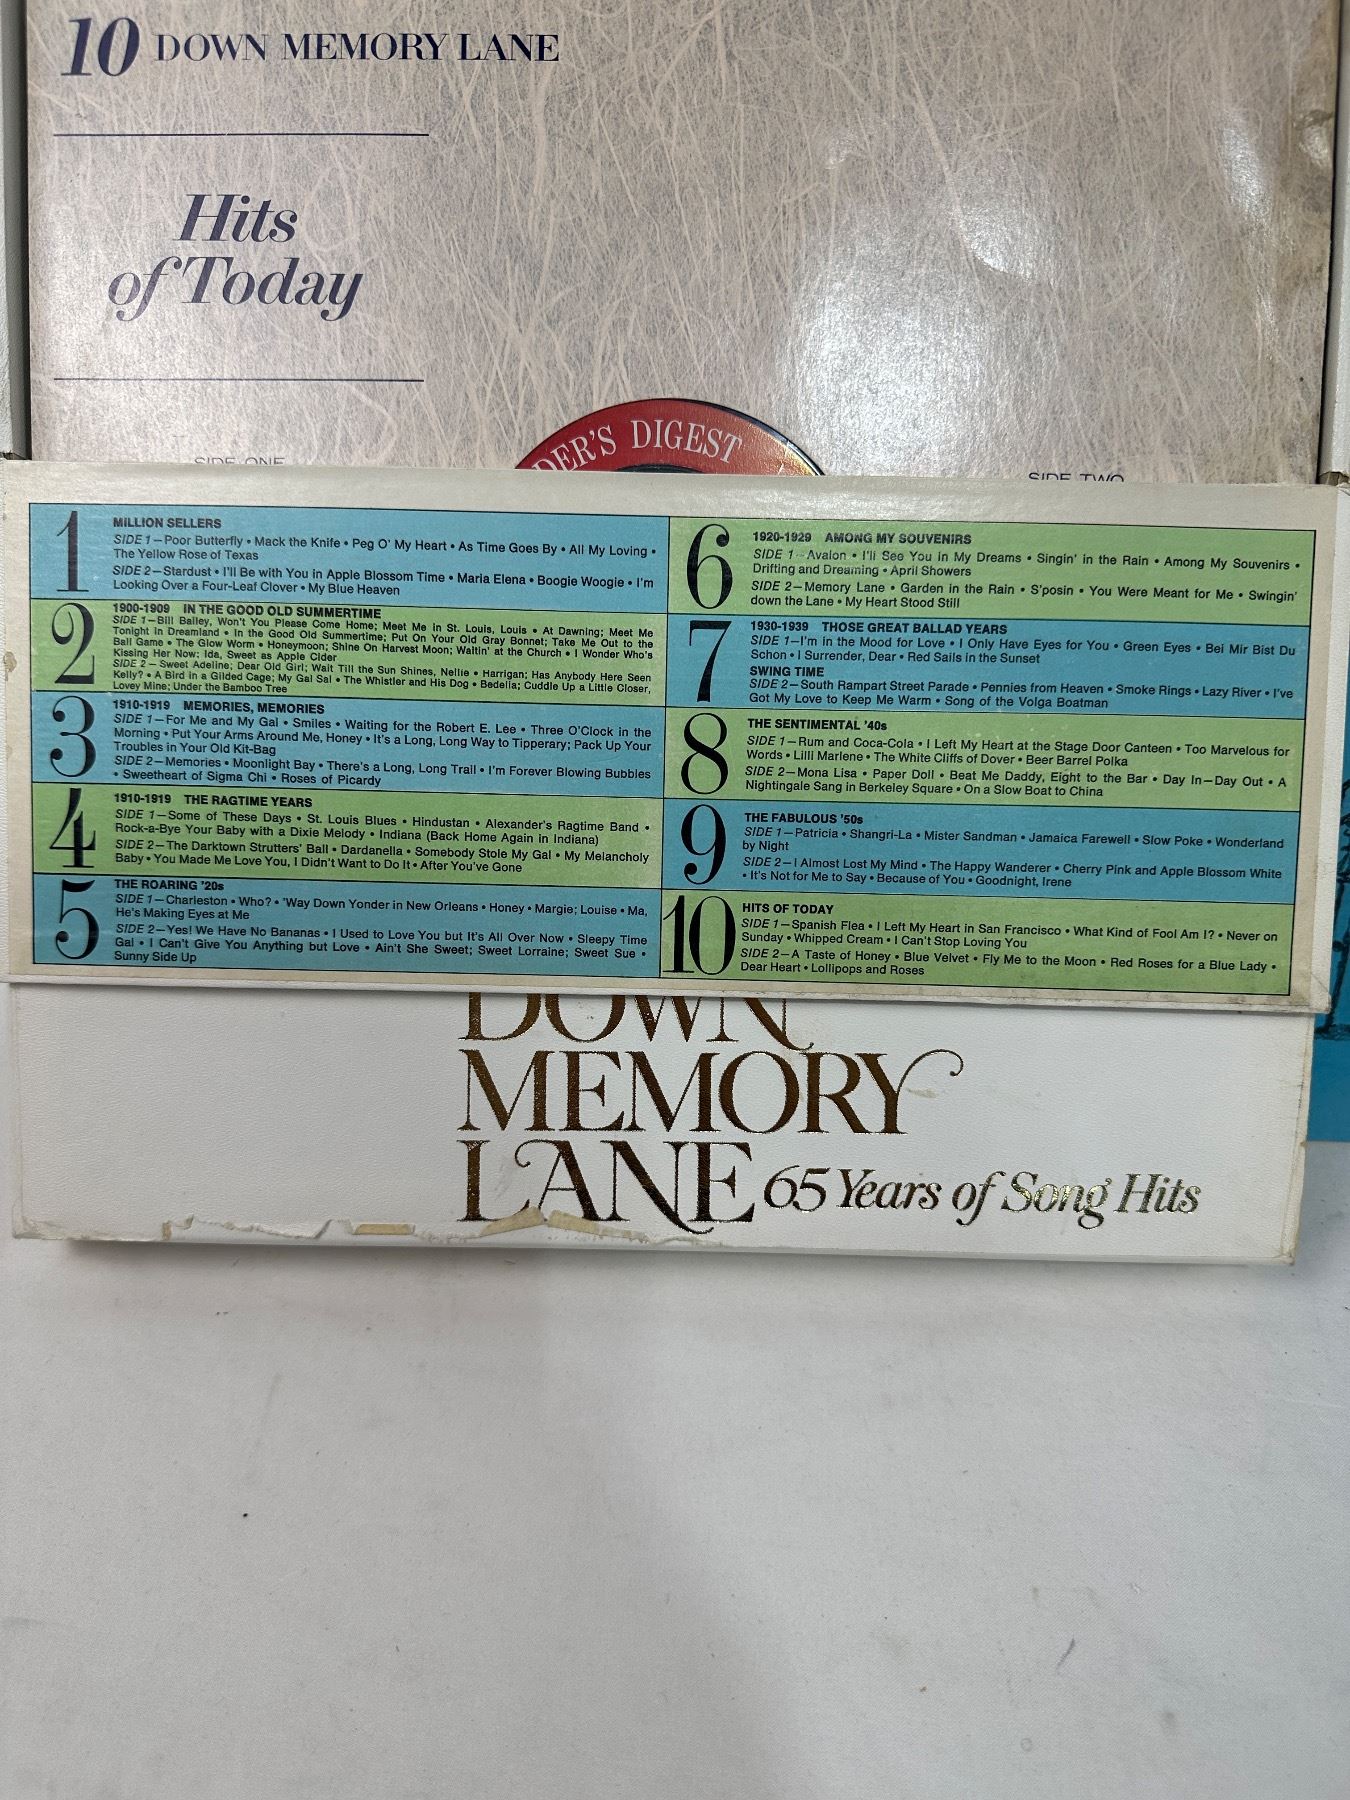 10 DOWN MEMORY LANE
Hits
of Today
DER'S DIGEST
SIDE ONE
SIDE TWO
1
MILLION SELLERS
SIDE 1—Poor Butterfly • Mack the Knife • Peg O' My Heart • As Time Goes By • All My Loving •
The Yellow Rose of Texas
SIDE 2—Stardust • I'll Be with You in Apple Blossom Time • Maria Elena • Boogie Woogie • I'm
Looking Over a Four-Leaf Clover • My Blue Heaven
2
1900-1909 IN THE GOOD OLD SUMMERTIME
SIDE 1—Bill Bailey, Won't You Please Come Home; Meet Me in St. Louis, Louis • At Dawning; Meet Me
Tonight in Dreamland • In the Good Old Summertime; Put On Your Old Gray Bonnet; Take Me Out to the
Ball Game • The Glow Worm • Honeymoon; Shine On Harvest Moon; Waitin' at the Church • I Wonder Who's
Kissing Her Now; Ida, Sweet as Apple Cider
SIDE 2 — Sweet Adeline; Dear Old Girl; Wait Till the Sun Shines, Nellie • Harrigan; Has Anybody Here Seen
Kelly? • A Bird in a Gilded Cage; My Gal Sal • The Whistler and His Dog • Bedelia; Cuddle Up a Little Closer,
Lovey Mine; Under the Bamboo Tree
3
1910-1919 MEMORIES, MEMORIES
SIDE 1—For Me and My Gal • Smiles • Waiting for the Robert E. Lee • Three O'Clock in the
Morning • Put Your Arms Around Me, Honey • It's a Long, Long Way to Tipperary; Pack Up Your
Troubles in Your Old Kit-Bag
SIDE 2—Memories • Moonlight Bay • There's a Long, Long Trail • I'm Forever Blowing Bubbles
• Sweetheart of Sigma Chi • Roses of Picardy
4
1910-1919 THE RAGTIME YEARS
SIDE 1—Some of These Days • St. Louis Blues • Hindustan • Alexander's Ragtime Band •
Rock-a-Bye Your Baby with a Dixie Melody • Indiana (Back Home Again in Indiana)
SIDE 2—The Darktown Strutters' Ball • Dardanella • Somebody Stole My Gal • My Melancholy
Baby • You Made Me Love You, I Didn't Want to Do It • After You've Gone
5
THE ROARING '20s
SIDE 1—Charleston • Who? • 'Way Down Yonder in New Orleans • Honey • Margie; Louise • Ma,
He's Making Eyes at Me
SIDE 2—Yes! We Have No Bananas • I Used to Love You but It's All Over Now • Sleepy Time
Gal • I Can't Give You Anything but Love • Ain't She Sweet; Sweet Lorraine; Sweet Sue •
Sunny Side Up
6
1920-1929 AMONG MY SOUVENIRS
SIDE 1—Avalon • I'll See You in My Dreams • Singin' in the Rain • Among My Souvenirs •
Drifting and Dreaming • April Showers
SIDE 2—Memory Lane • Garden in the Rain • S'posin • You Were Meant for Me • Swingin'
down the Lane • My Heart Stood Still
7
1930-1939 THOSE GREAT BALLAD YEARS
SIDE 1—I'm in the Mood for Love • I Only Have Eyes for You • Green Eyes • Bei Mir Bist Du
Schon • I Surrender, Dear • Red Sails in the Sunset
SWING TIME
SIDE 2—South Rampart Street Parade • Pennies from Heaven • Smoke Rings • Lazy River • I've
Got My Love to Keep Me Warm • Song of the Volga Boatman
8
THE SENTIMENTAL '40s
SIDE 1—Rum and Coca-Cola • I Left My Heart at the Stage Door Canteen • Too Marvelous for
Words • Lilli Marlene • The White Cliffs of Dover • Beer Barrel Polka
SIDE 2—Mona Lisa • Paper Doll • Beat Me Daddy, Eight to the Bar • Day In—Day Out • A
Nightingale Sang in Berkeley Square • On a Slow Boat to China
9
THE FABULOUS '50s
SIDE 1—Patricia • Shangri-La • Mister Sandman • Jamaica Farewell • Slow Poke • Wonderland
by Night
SIDE 2—I Almost Lost My Mind • The Happy Wanderer • Cherry Pink and Apple Blossom White
• It's Not for Me to Say • Because of You • Goodnight, Irene
10
HITS OF TODAY
SIDE 1—Spanish Flea • I Left My Heart in San Francisco • What Kind of Fool Am I? • Never on
Sunday • Whipped Cream • I Can't Stop Loving You
SIDE 2—A Taste of Honey • Blue Velvet • Fly Me to the Moon • Red Roses for a Blue Lady •
Dear Heart • Lollipops and Roses
DOWN
MEMORY
LANE 65 Years of Song Hits